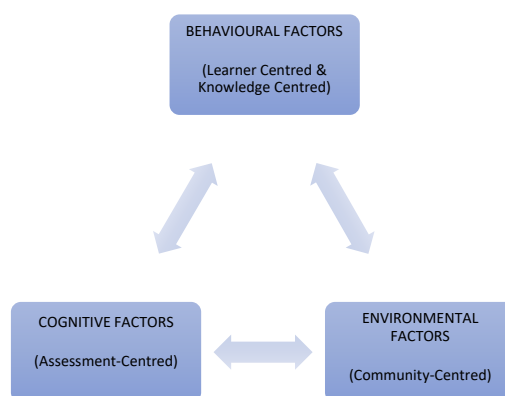 BEHAVIOURAL FACTORS
(Learner Centred &
Knowledge Centred)
COGNITIVE FACTORS
(Assessment-Centred)
ENVIRONMENTAL
FACTORS
(Community-Centred)